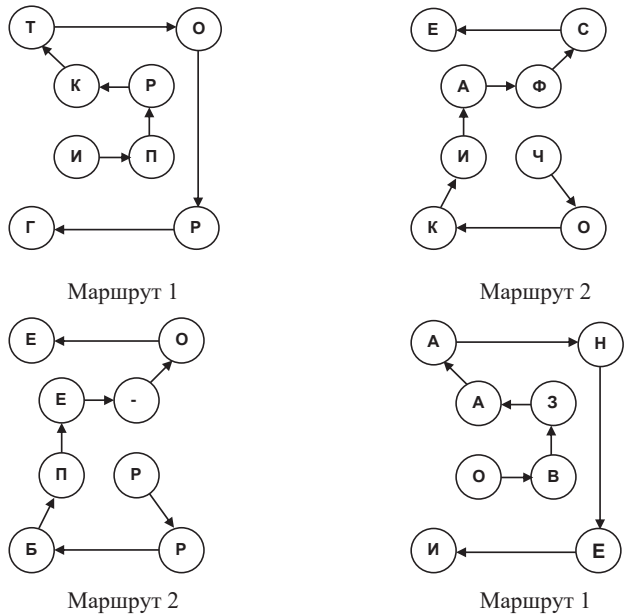 Т О Е С
К Р А Ф
И П И Ч
Г Р К О
Маршрут 1 Маршрут 2
Е О А Н
Е - А З
П Р О В
Б Р И Е
Маршрут 2 Маршрут 1